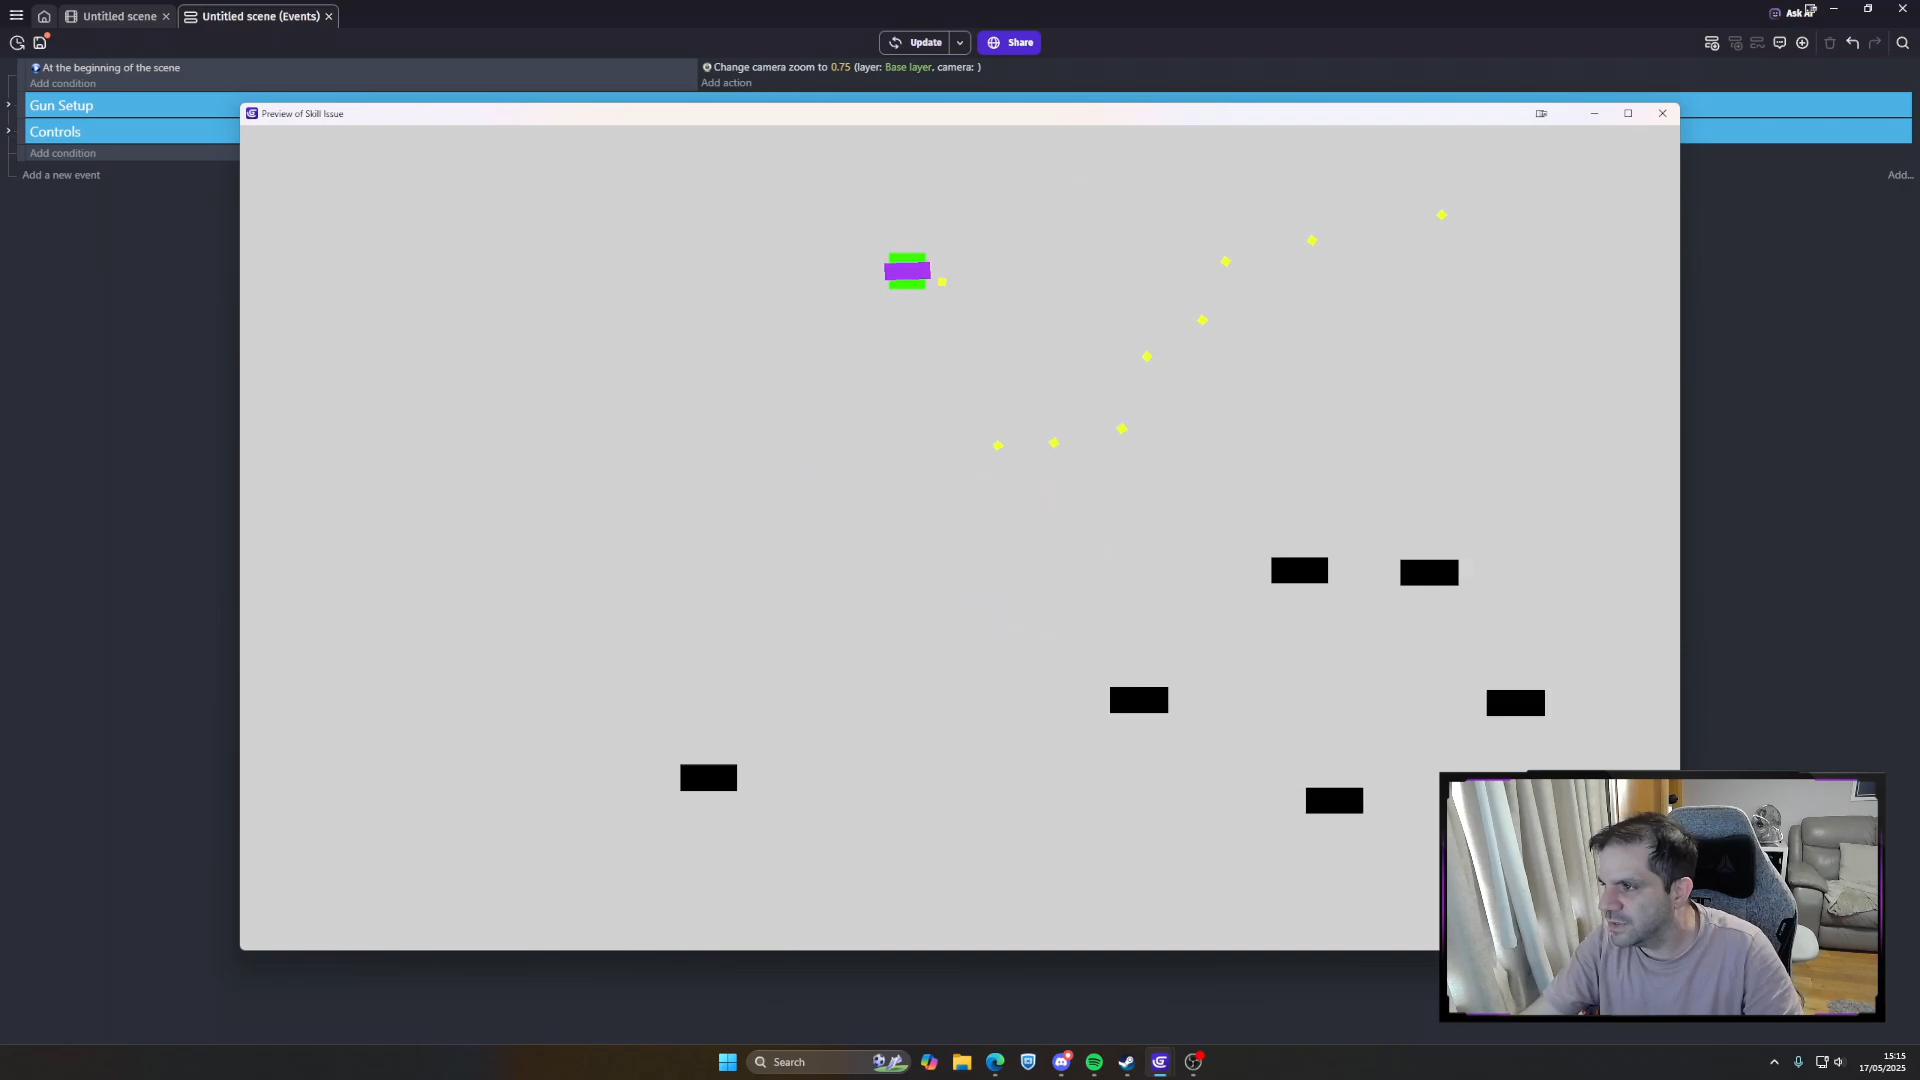 Untitled scene
Untitled scene (Events)
Ask AI
Update
Share
At the beginning of the scene
Change camera zoom to 0.75 (layer: Base layer, camera: )
Add condition
Add action
Gun Setup
Preview of Skill Issue
Controls
Add condition
Add a new event
Add...
Search
15:15
17/05/2025